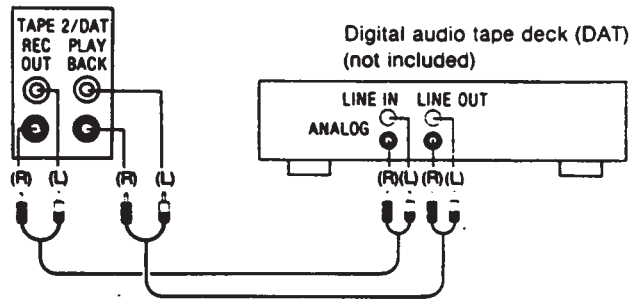 TAPE 2/DAT
REC PLAY
OUT BACK
(R) (L) (R) (L)
Digital audio tape deck (DAT)
(not included)
LINE IN LINE OUT
ANALOG
(R)(L) (R)(L)